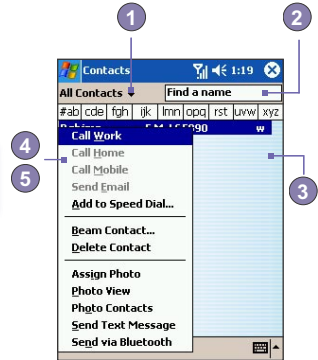 1
2
Contacts 1:19
All Contacts Find a name
#ab cde fgh ijk lmn opq rst uvw xyz
w
Call Work
4
Call Home
5
Call Mobile
3
Send Email
Add to Speed Dial...
Beam Contact...
Delete Contact
Assign Photo
Photo View
Photo Contacts
Send Text Message
Send via Bluetooth